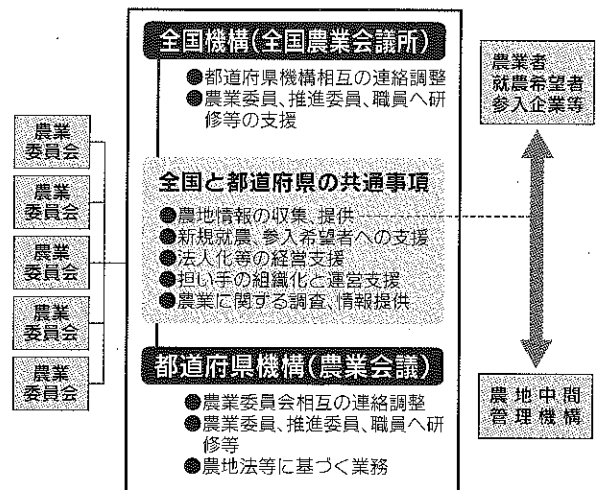 全国機構(全国農業会議所)
●都道府県機構相互の連絡調整
●農業委員、推進委員、職員へ研
修等の支援
農業
委員会
農業
委員会
農業
委員会
農業
委員会
農業
委員会
全国と都道府県の共通事項
●農地情報の収集、提供
●新規就農、参入希望者への支援
●法人化等の経営支援
●担い手の組織化と運営支援
●農業に関する調査、情報提供
都道府県機構(農業会議)
●農業委員会相互の連絡調整
●農業委員、推進委員、職員へ研
修等
●農地法等に基づく業務
農業者
就農希望者
参入企業等
農地中間
管理機構